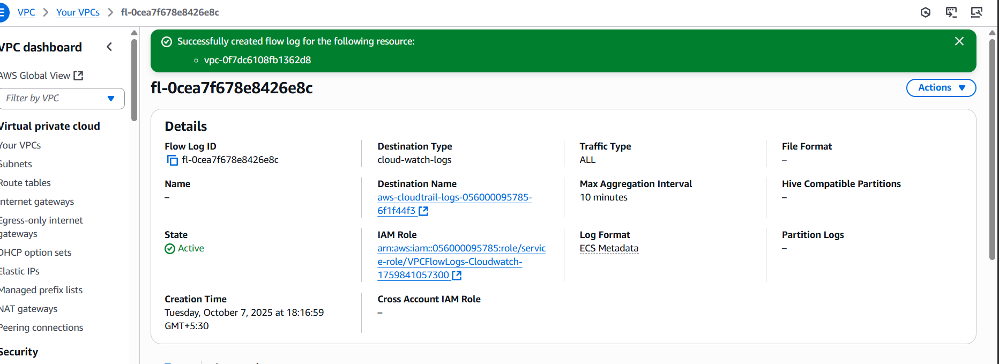 VPC > Your VPCs > fl-0cea7f678e8426e8c
Successfully created flow log for the following resource:
vpc-0f7dc6108fb1362d8
VPC dashboard
AWS Global View
Filter by VPC
Virtual private cloud
Your VPCs
Subnets
Route tables
Internet gateways
Egress-only internet
gateways
DHCP option sets
Elastic IPs
Managed prefix lists
NAT gateways
Peering connections
Security
fl-0cea7f678e8426e8c
Actions
Details
Flow Log ID
fl-0cea7f678e8426e8c
Destination Type
cloud-watch-logs
Traffic Type
ALL
File Format
–
Name
–
Destination Name
aws-cloudtrail-logs-056000095785-
6f1f44f3
Max Aggregation Interval
10 minutes
Hive Compatible Partitions
–
State
Active
IAM Role
arn:aws:iam::056000095785:role/servic
e-role/VPCFlowLogs-Cloudwatch-
1759841057300
Log Format
ECS Metadata
Partition Logs
–
Creation Time
Tuesday, October 7, 2025 at 18:16:59
GMT+5:30
Cross Account IAM Role
–